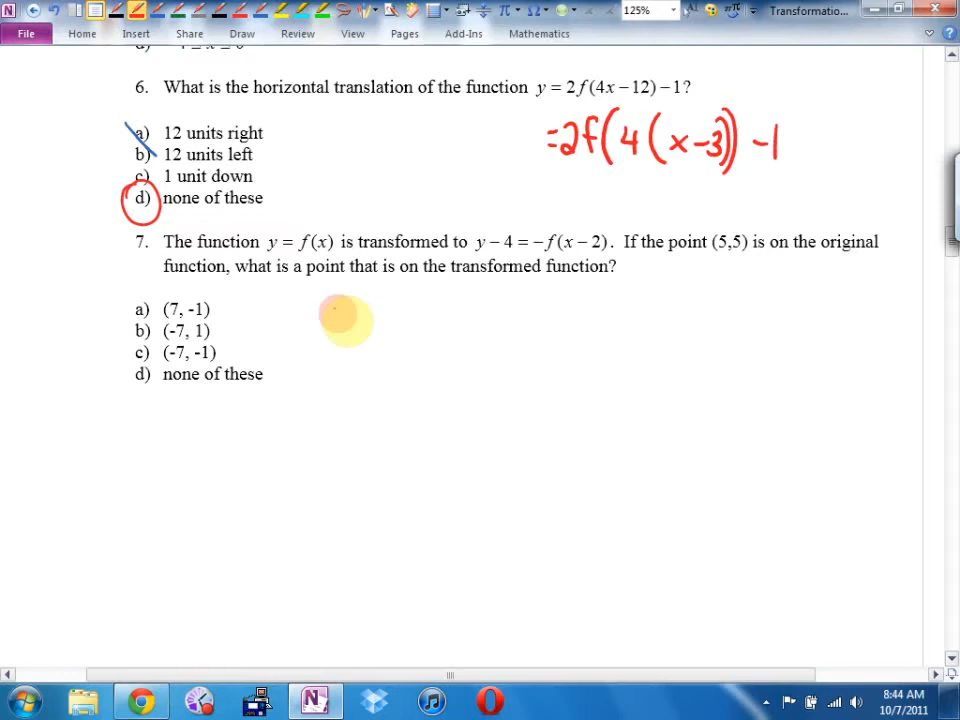 125%
Transformatio...
File
Home
Insert
Share
Draw
Review
View
Pages
Add-Ins
Mathematics
6. What is the horizontal translation of the function y = 2f(4x − 12) − 1?
=2f(4(x-3)) -1
a) 12 units right
b) 12 units left
c) 1 unit down
d) none of these
7. The function y = f(x) is transformed to y − 4 = −f(x − 2). If the point (5,5) is on the original
function, what is a point that is on the transformed function?
a) (7, -1)
b) (-7, 1)
c) (-7, -1)
d) none of these
8:44 AM
10/7/2011